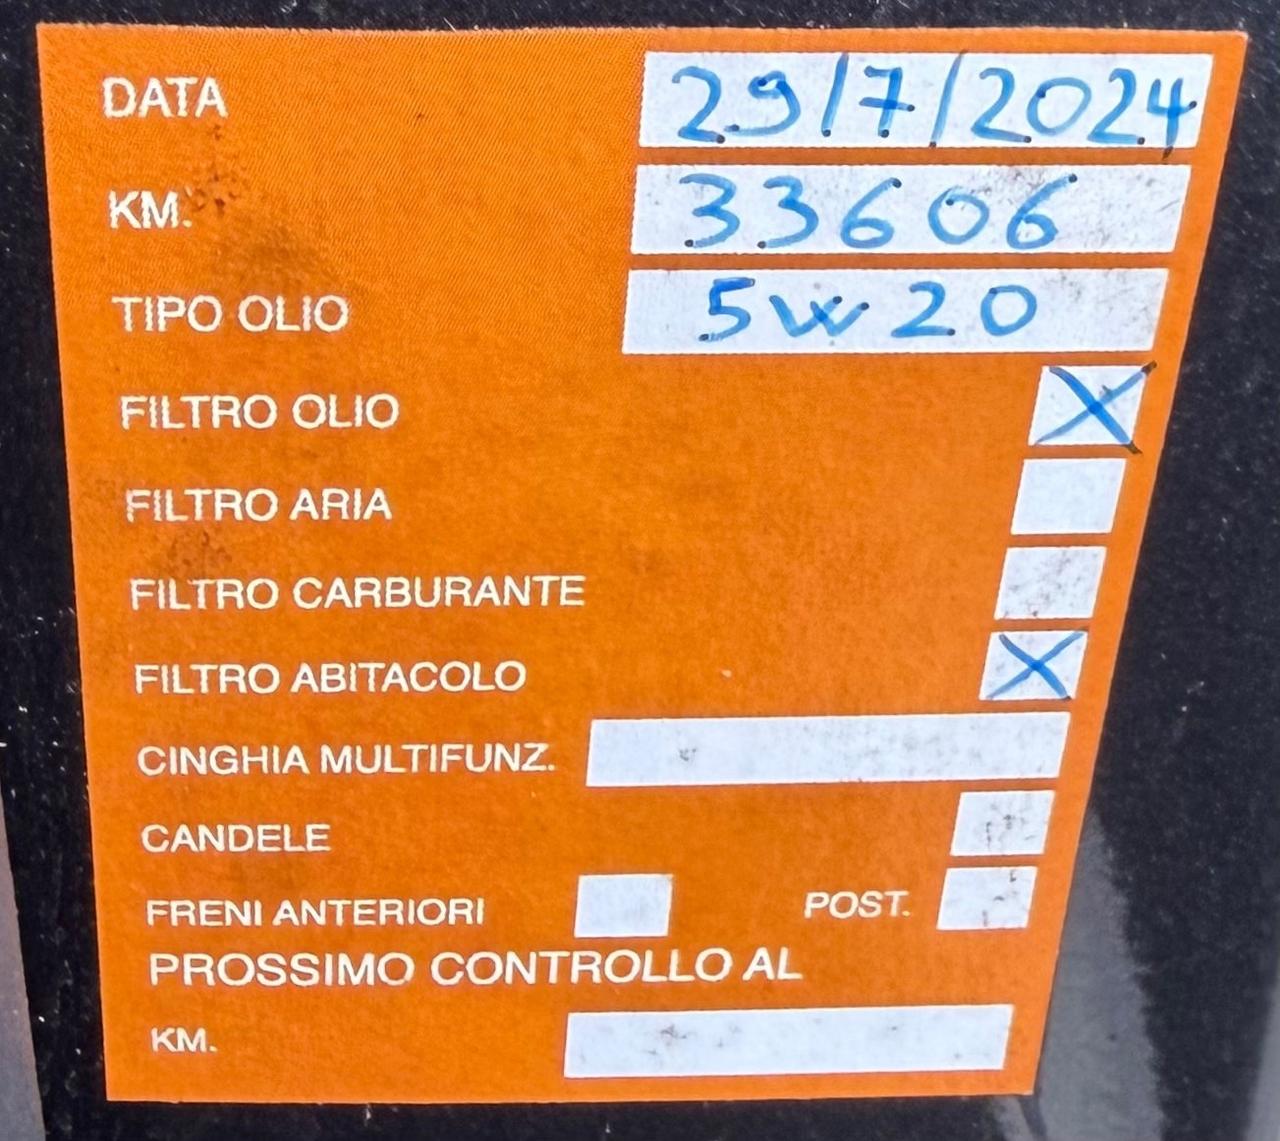 DATA 29/7/2024
KM. 33606
TIPO OLIO 5W20
FILTRO OLIO X
FILTRO ARIA
FILTRO CARBURANTE
FILTRO ABITACOLO X
CINGHIA MULTIFUNZ.
CANDELE
FRENI ANTERIORI POST.
PROSSIMO CONTROLLO AL
KM.